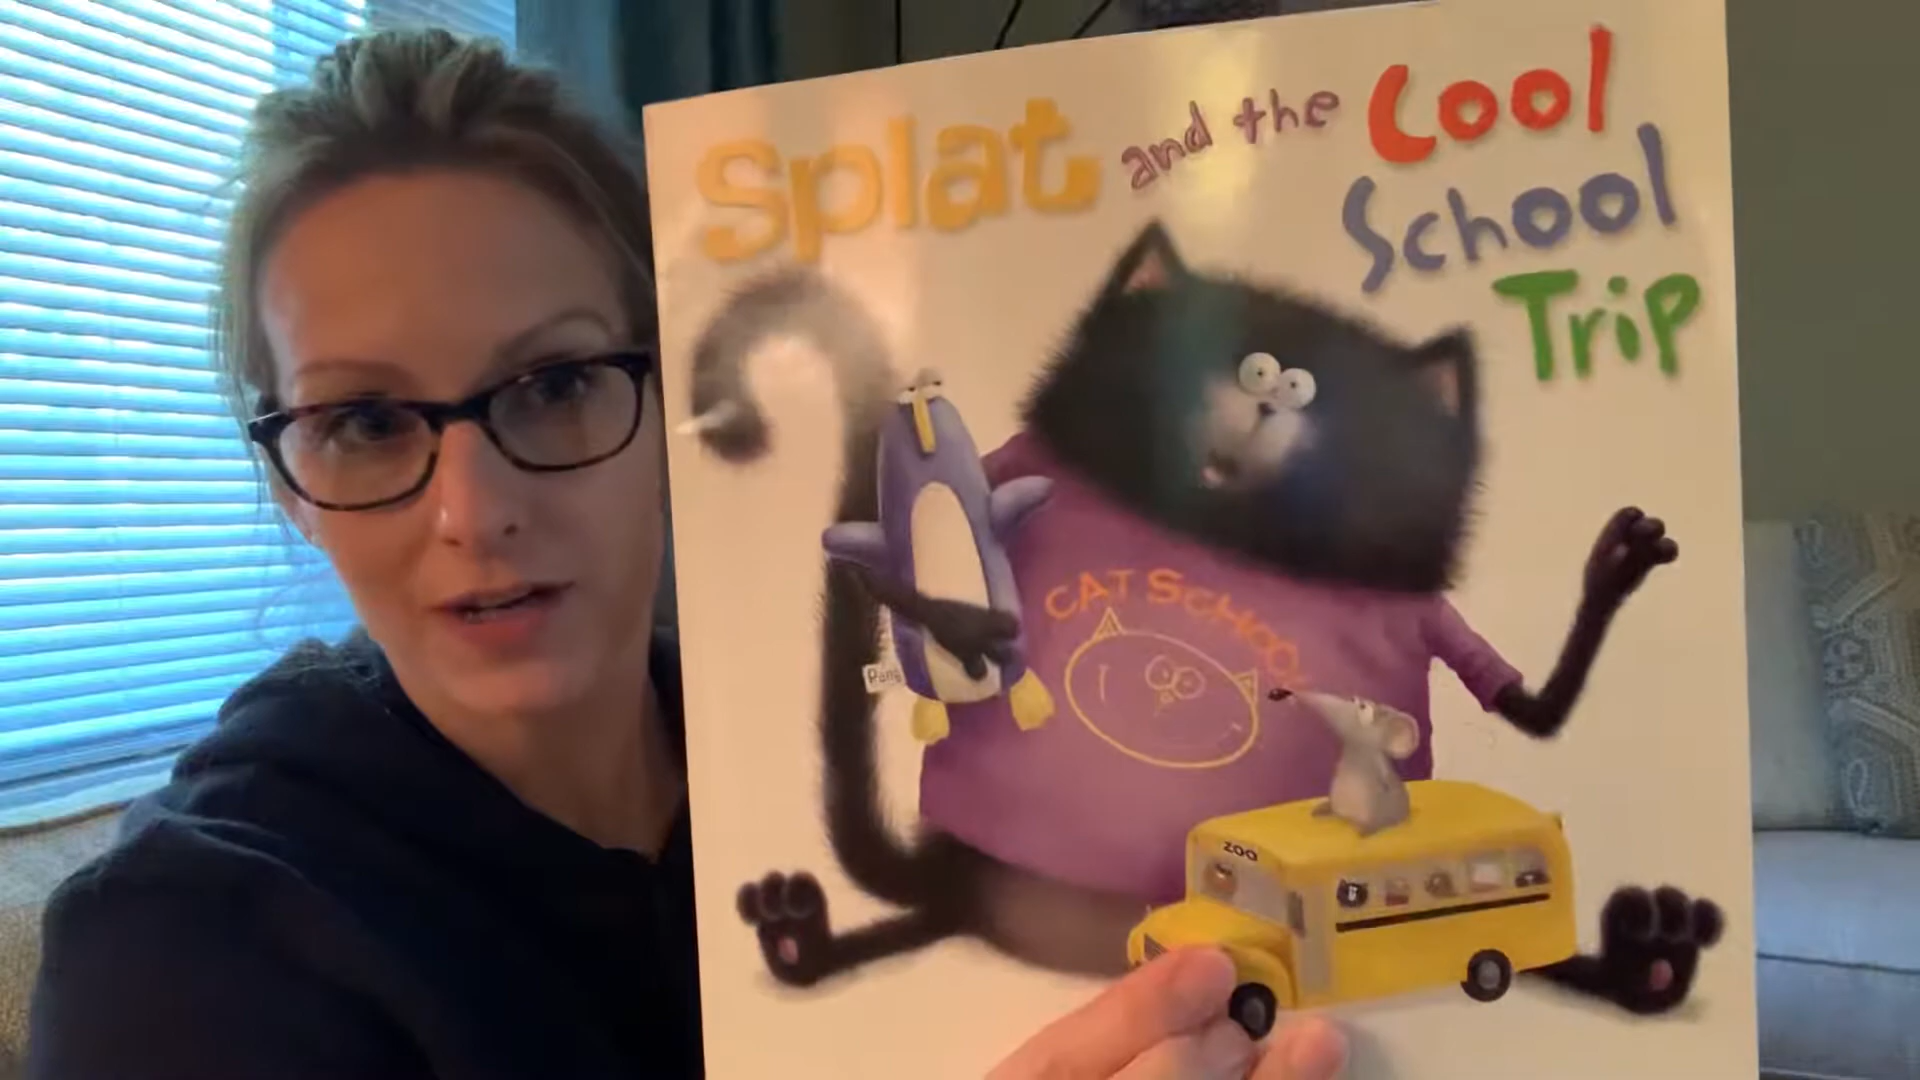 Splat and the Cool
School
Trip
CAT SCHOOL
ZOO